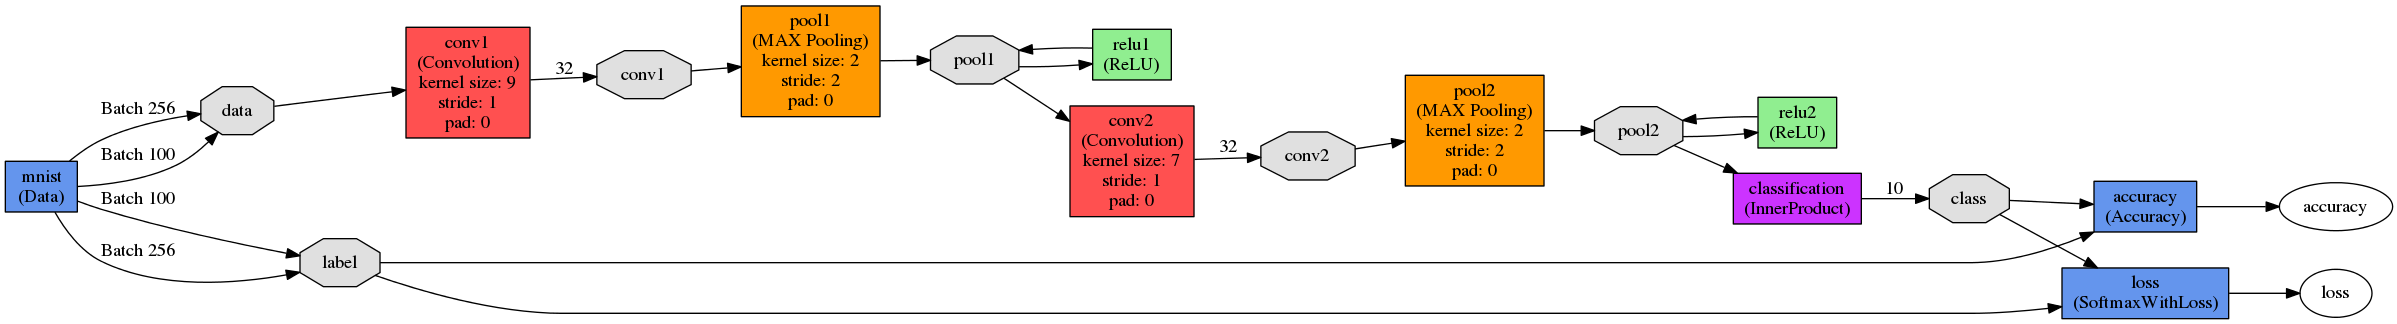 mnist
(Data)
Batch 256
Batch 100
Batch 100
Batch 256
data
label
conv1
(Convolution)
kernel size: 9
stride: 1
pad: 0
32
conv1
pool1
(MAX Pooling)
kernel size: 2
stride: 2
pad: 0
pool1
relu1
(ReLU)
conv2
(Convolution)
kernel size: 7
stride: 1
pad: 0
32
conv2
pool2
(MAX Pooling)
kernel size: 2
stride: 2
pad: 0
pool2
relu2
(ReLU)
classification
(InnerProduct)
10
class
accuracy
(Accuracy)
accuracy
loss
(SoftmaxWithLoss)
loss